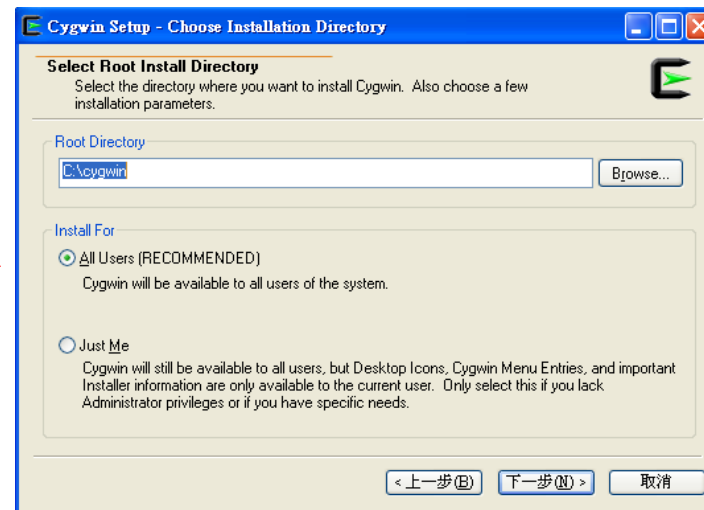 Cygwin Setup - Choose Installation Directory
Select Root Install Directory
Select the directory where you want to install Cygwin. Also choose a few
installation parameters.
Root Directory
C:\cygwin
Browse...
Install For
All Users (RECOMMENDED)
Cygwin will be available to all users of the system.
Just Me
Cygwin will still be available to all users, but Desktop Icons, Cygwin Menu Entries, and important
Installer information are only available to the current user. Only select this if you lack
Administrator privileges or if you have specific needs.
<上一步(B) 下一步(N)> 取消